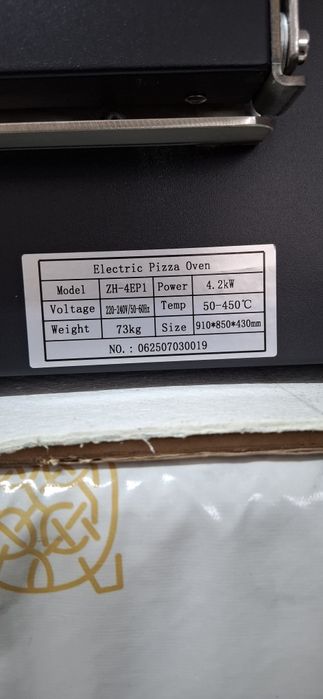 Electric Pizza Oven
Model ZH-4EP1 Power 4.2kW
Voltage 220-240V/50-60Hz Temp 50-450℃
Weight 73kg Size 910*850*430mm
NO.: 062507030019